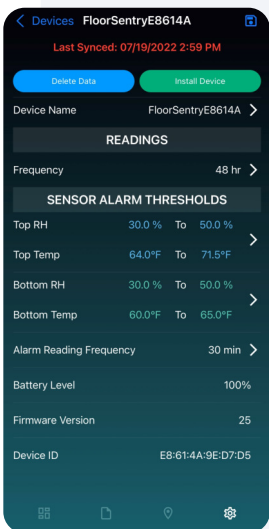 Devices FloorSentryE8614A
Last Synced: 07/19/2022 2:59 PM
Delete Data Install Device
Device Name FloorSentryE8614A
READINGS
Frequency 48 hr
SENSOR ALARM THRESHOLDS
Top RH 30.0 % To 50.0 %
Top Temp 64.0°F To 71.5°F
Bottom RH 30.0 % To 50.0 %
Bottom Temp 60.0°F To 65.0°F
Alarm Reading Frequency 30 min
Battery Level 100%
Firmware Version 25
Device ID E8:61:4A:9E:D7:D5